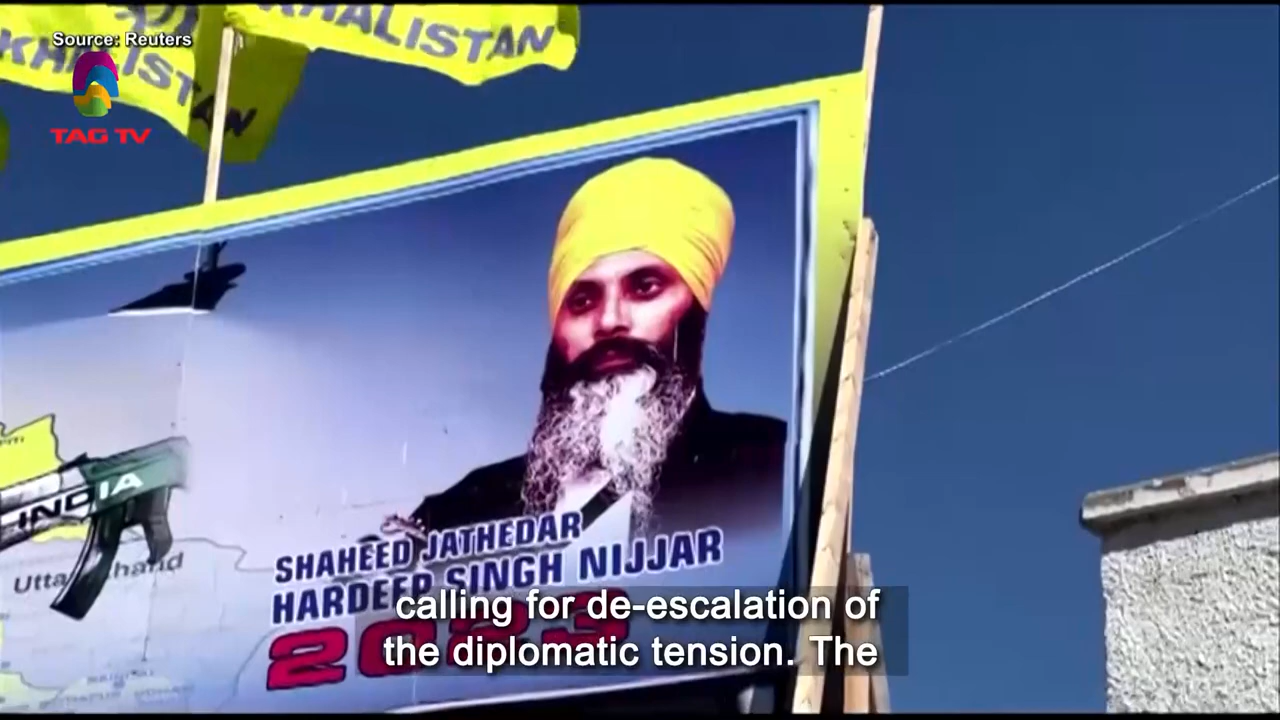 Source: Reuters
KHALISTAN
KHALISTAN
TAG TV
INDIA
SHAHEED JATHEDAR
HARDEEP SINGH NIJJAR
2023
calling for de-escalation of
the diplomatic tension. The